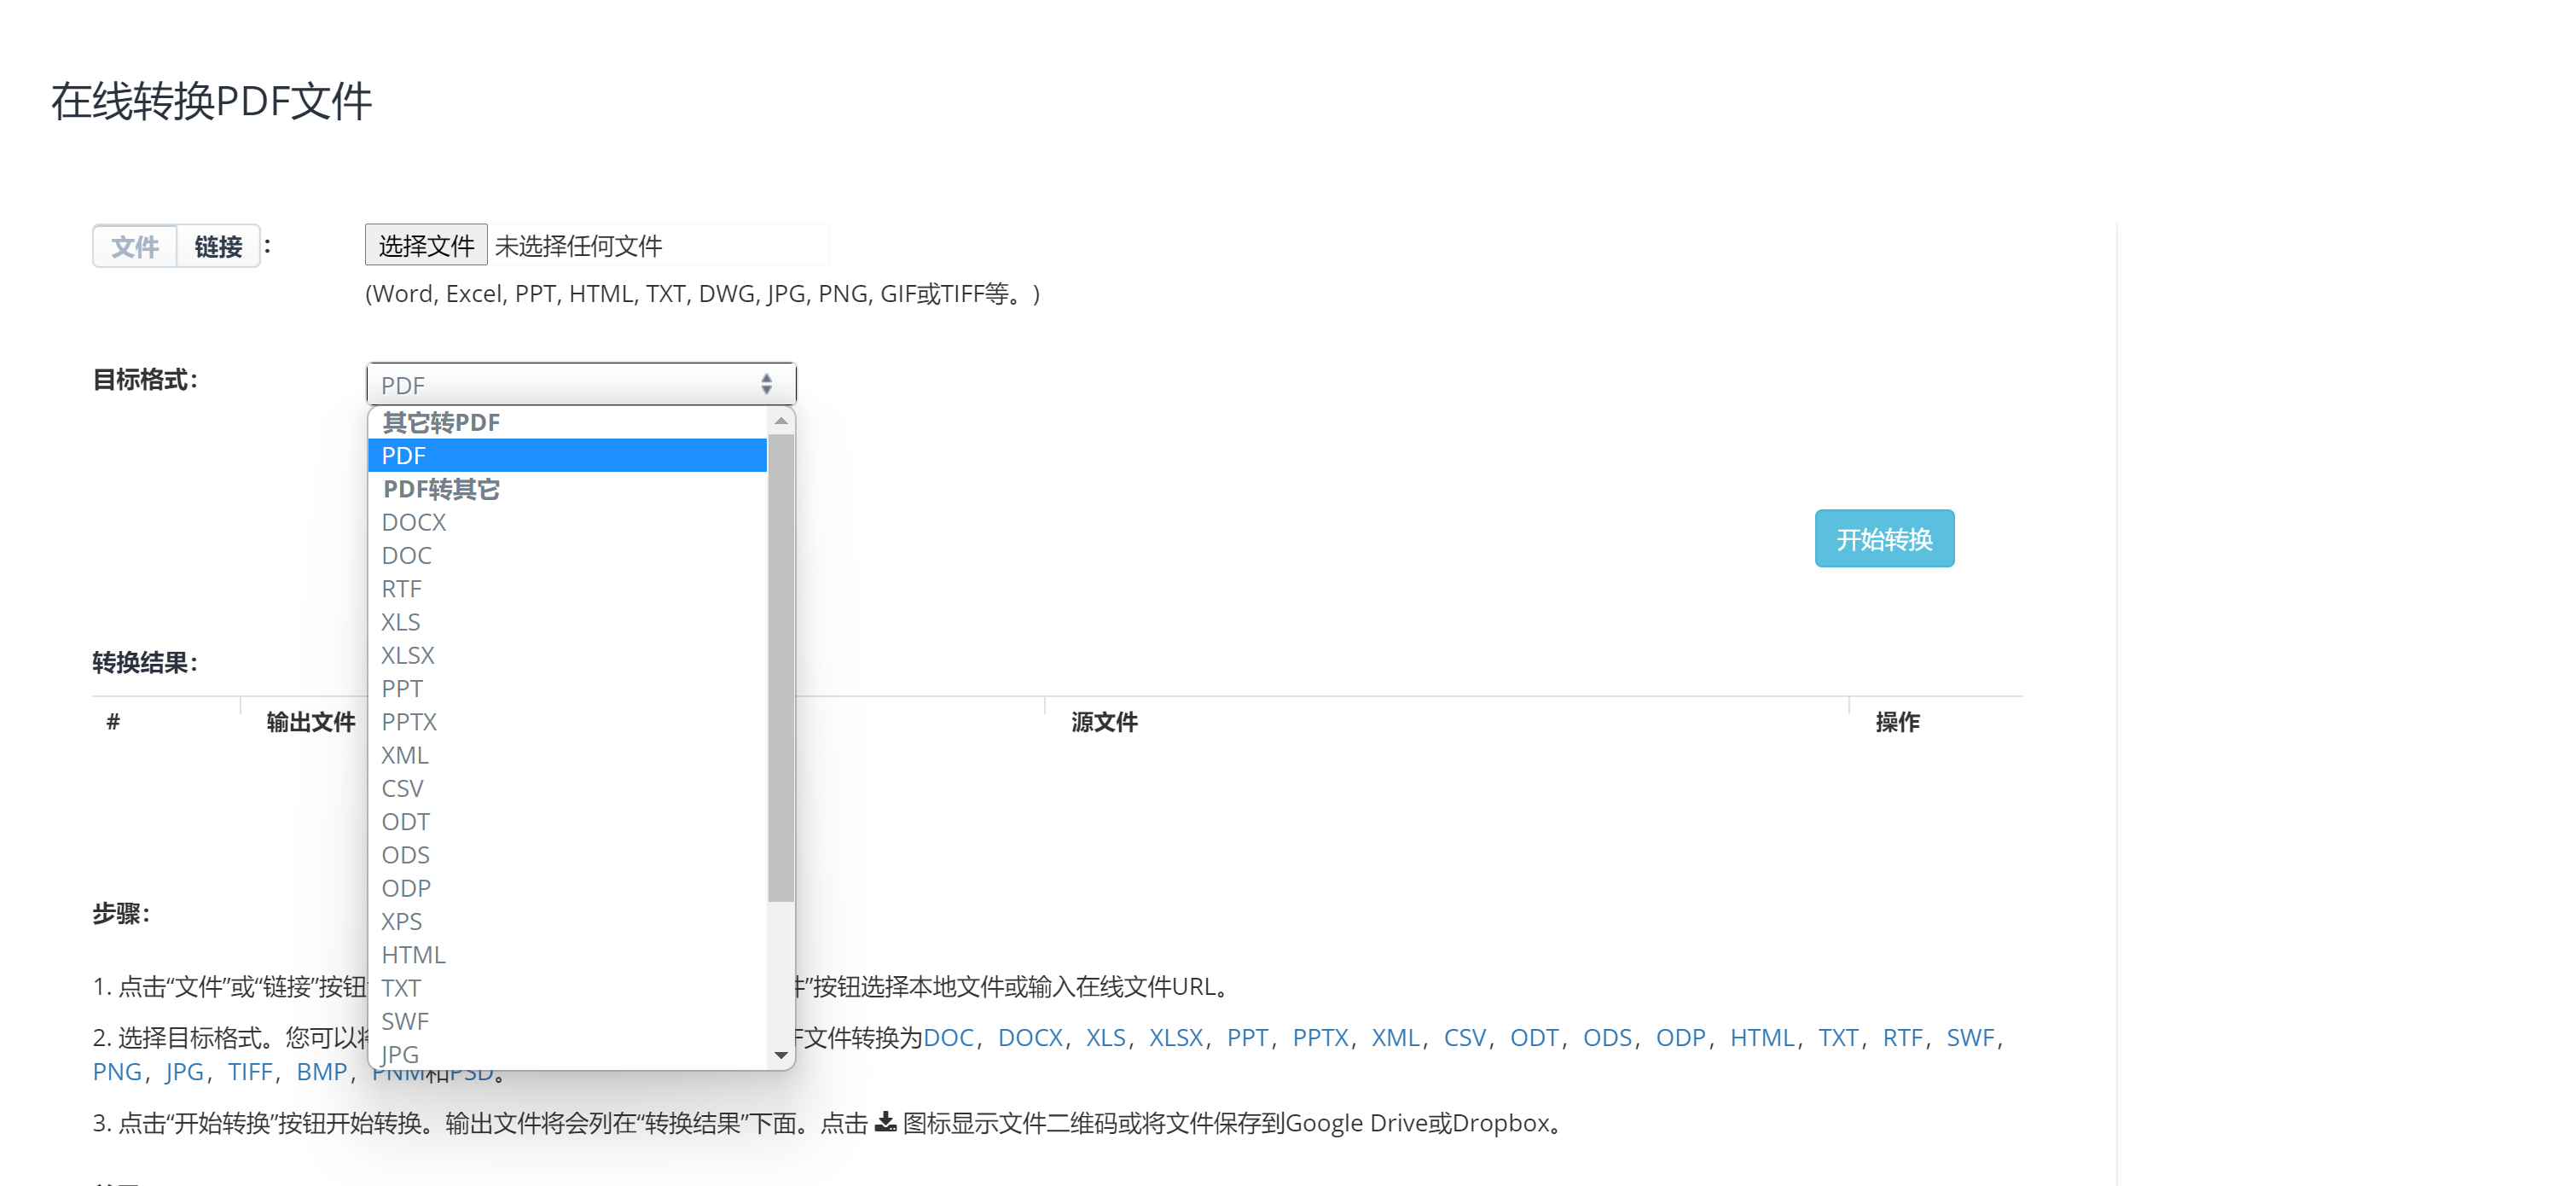 在线转换PDF文件
文件 链接 :
选择文件 未选择任何文件
(Word, Excel, PPT, HTML, TXT, DWG, JPG, PNG, GIF或TIFF等。)
目标格式：
PDF
其它转PDF
PDF
PDF转其它
DOCX
DOC
RTF
XLS
XLSX
PPT
PPTX
XML
CSV
ODT
ODS
ODP
XPS
HTML
TXT
SWF
JPG
开始转换
转换结果：
# 输出文件 源文件 操作
步骤：
1. 点击“文件”或“链接”按钮 ”按钮选择本地文件或输入在线文件URL。
2. 选择目标格式。您可以 文件转换为DOC，DOCX，XLS，XLSX，PPT，PPTX，XML，CSV，ODT，ODS，ODP，HTML，TXT，RTF，SWF，
PNG，JPG，TIFF，BMP，PNM和PSD。
3. 点击“开始转换”按钮开始转换。输出文件将会列在“转换结果”下面。点击 图标显示文件二维码或将文件保存到Google Drive或Dropbox。